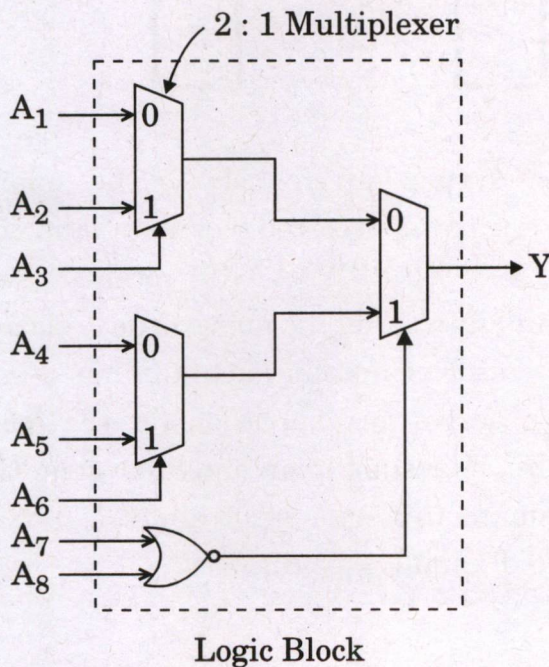 2 : 1 Multiplexer
A1
0
A2
1
A3
0
1
Y
A4
0
A5
1
A6
A7
A8
Logic Block